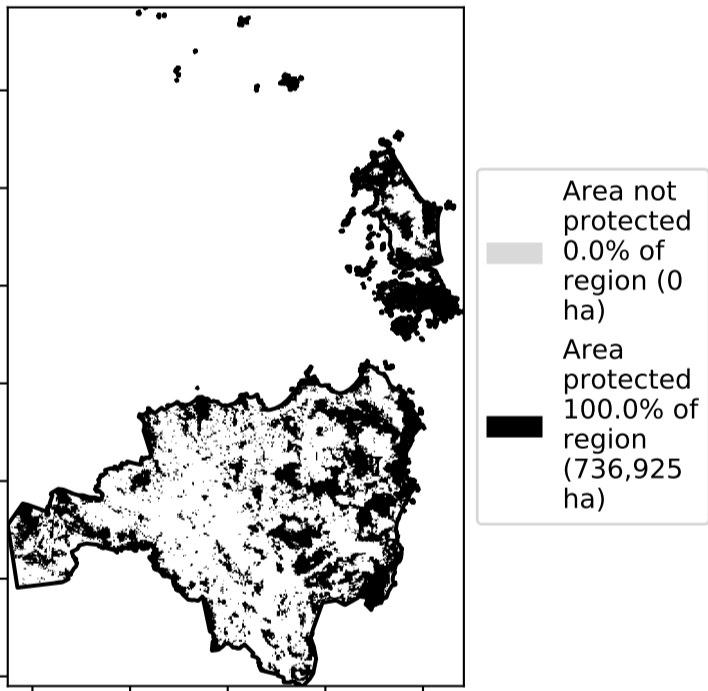 Area not
protected
0.0% of
region (0
ha)
Area
protected
100.0% of
region
(736,925
ha)